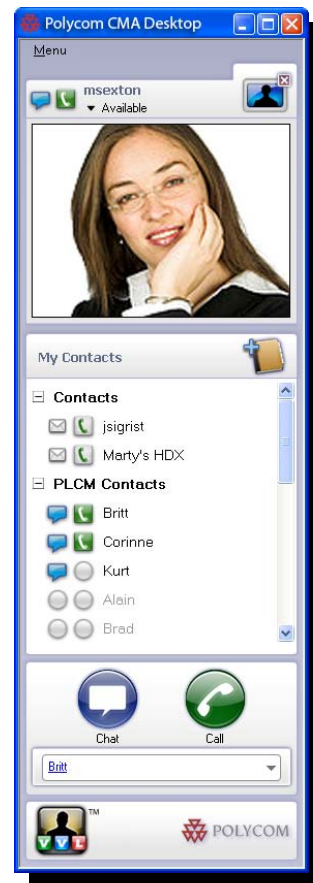 Polycom CMA Desktop
Menu
msexton
Available
My Contacts
Contacts
jsigrist
Marty's HDX
PLCM Contacts
Britt
Corinne
Kurt
Alain
Brad
Chat
Call
Britt
V V L TM
POLYCOM